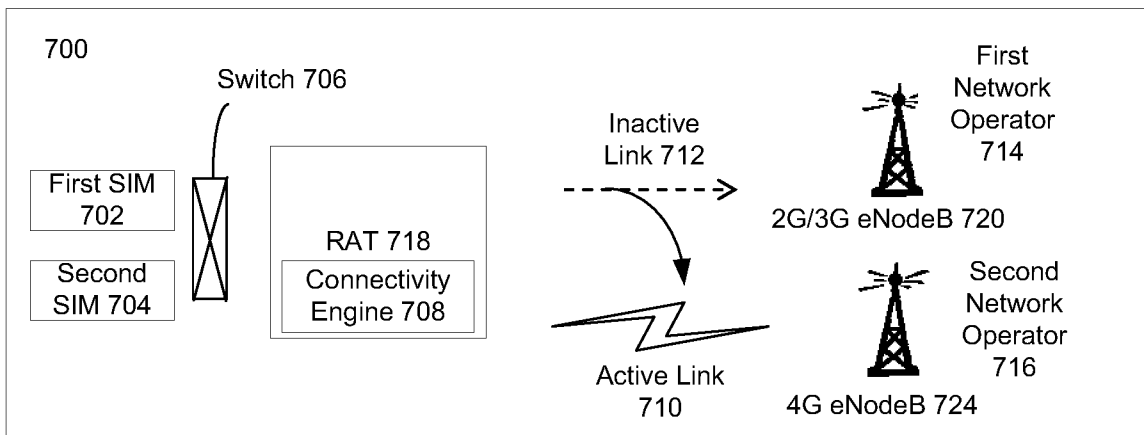 700
Switch 706
First SIM
702
Second
SIM 704
RAT 718
Connectivity
Engine 708
Inactive
Link 712
Active Link
710
First
Network
Operator
714
2G/3G eNodeB 720
Second
Network
Operator
716
4G eNodeB 724